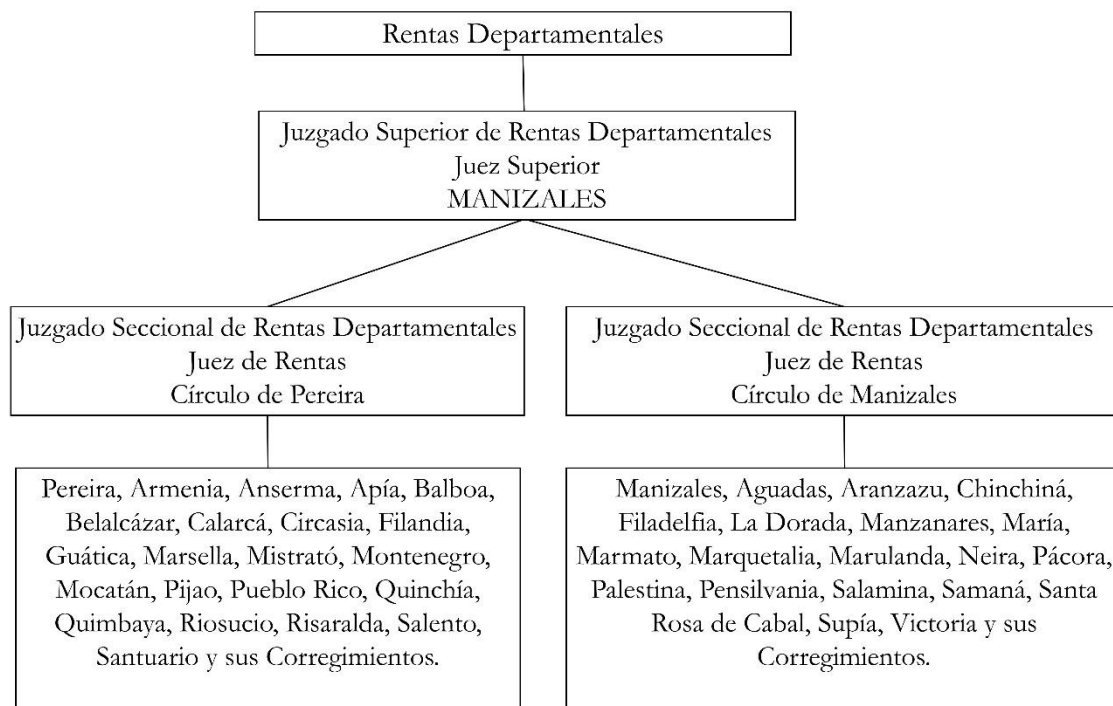 Rentas Departamentales
Juzgado Superior de Rentas Departamentales
Juez Superior
MANIZALES
Juzgado Seccional de Rentas Departamentales
Juez de Rentas
Círculo de Pereira
Juzgado Seccional de Rentas Departamentales
Juez de Rentas
Círculo de Manizales
Pereira, Armenia, Anserma, Apía, Balboa,
Belalcázar, Calarcá, Circasia, Filandia,
Guática, Marsella, Mistrató, Montenegro,
Mocatán, Pijao, Pueblo Rico, Quinchía,
Quimbaya, Riosucio, Risaralda, Salento,
Santuario y sus Corregimientos.
Manizales, Aguadas, Aranzazu, Chinchiná,
Filadelfia, La Dorada, Manzanares, María,
Marmato, Marquetalia, Marulanda, Neira, Pácora,
Palestina, Pensilvania, Salamina, Samaná, Santa
Rosa de Cabal, Supía, Victoria y sus
Corregimientos.